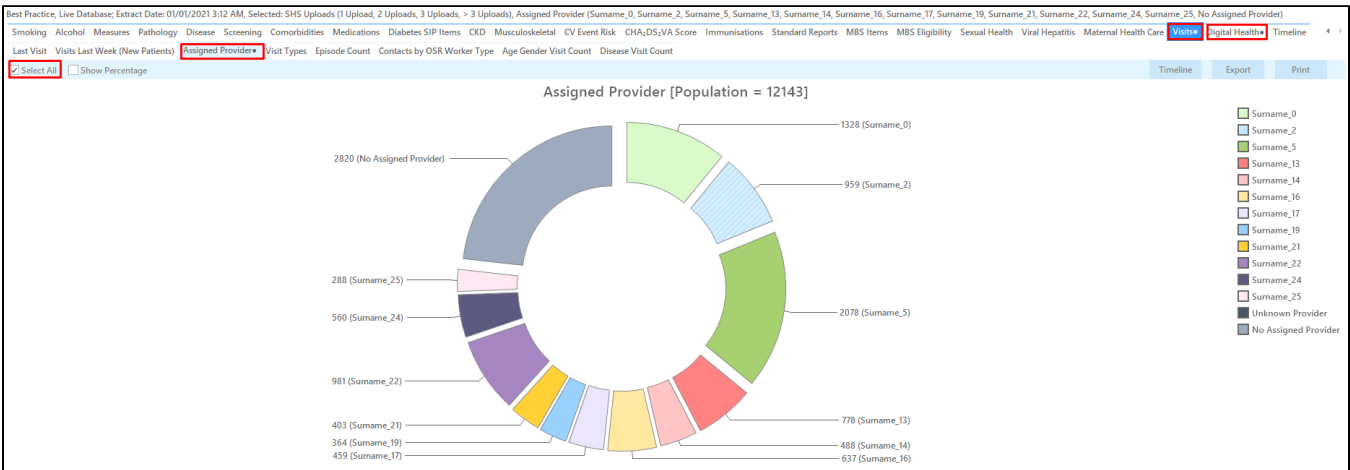 Best Practice, Live Database; Extract Date: 01/01/2021 3:12 AM, Selected: SHS Uploads (1 Upload, 2 Uploads, 3 Uploads, > 3 Uploads), Assigned Provider (Surname_0, Surname_2, Surname_5, Surname_13, Surname_14, Surname_16, Surname_17, Surname_19, Surname_21, Surname_22, Surname_24, Surname_25, No Assigned Provider)
Smoking Alcohol Measures Pathology Disease Screening Comorbidities Medications Diabetes SIP Items CKD Musculoskeletal CV Event Risk CHA₂DS₂VA Score Immunisations Standard Reports MBS Items MBS Eligibility Sexual Health Viral Hepatitis Maternal Health Care Visits• Digital Health• Timeline
Last Visit Visits Last Week (New Patients) Assigned Provider• Visit Types Episode Count Contacts by OSR Worker Type Age Gender Visit Count Disease Visit Count
Select All Show Percentage Timeline Export Print
Assigned Provider [Population = 12143]
1328 (Surname_0)
2820 (No Assigned Provider)
959 (Surname_2)
288 (Surname_25)
2078 (Surname_5)
560 (Surname_24)
981 (Surname_22)
778 (Surname_13)
403 (Surname_21)
364 (Surname_19)
488 (Surname_14)
459 (Surname_17)
637 (Surname_16)
Surname_0
Surname_2
Surname_5
Surname_13
Surname_14
Surname_16
Surname_17
Surname_19
Surname_21
Surname_22
Surname_24
Surname_25
Unknown Provider
No Assigned Provider